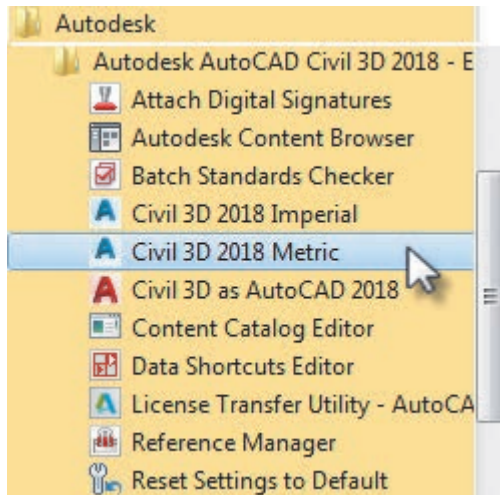 Autodesk
Autodesk AutoCAD Civil 3D 2018 - E
Attach Digital Signatures
Autodesk Content Browser
Batch Standards Checker
Civil 3D 2018 Imperial
Civil 3D 2018 Metric
Civil 3D as AutoCAD 2018
Content Catalog Editor
Data Shortcuts Editor
License Transfer Utility - AutoCA
Reference Manager
Reset Settings to Default